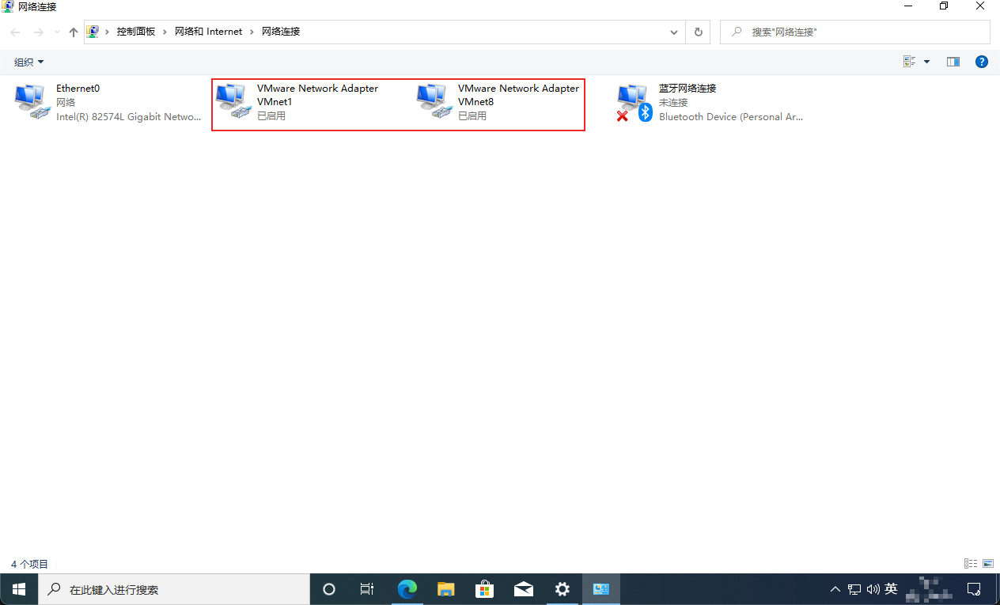 网络连接
控制面板 › 网络和 Internet › 网络连接
搜索"网络连接"
组织
Ethernet0
网络
Intel(R) 82574L Gigabit Netwo...
VMware Network Adapter
VMnet1
已启用
VMware Network Adapter
VMnet8
已启用
蓝牙网络连接
未连接
Bluetooth Device (Personal Ar...
4 个项目
在此键入进行搜索
英